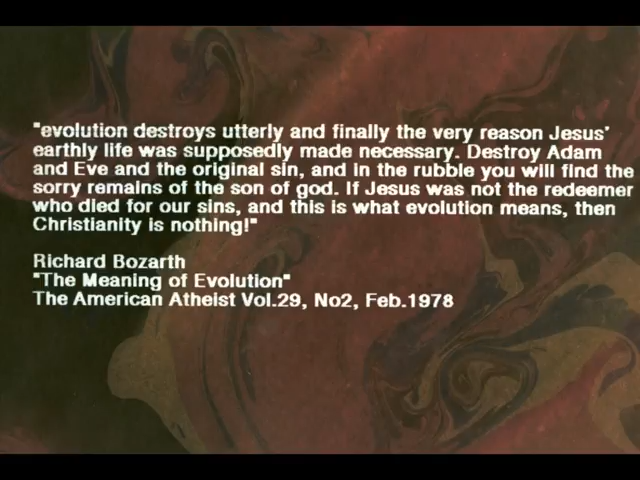 "evolution destroys utterly and finally the very reason Jesus'
earthly life was supposedly made necessary. Destroy Adam
and Eve and the original sin, and in the rubble you will find the
sorry remains of the son of god. If Jesus was not the redeemer
who died for our sins, and this is what evolution means, then
Christianity is nothing!"
Richard Bozarth
"The Meaning of Evolution"
The American Atheist Vol.29, No2, Feb.1978